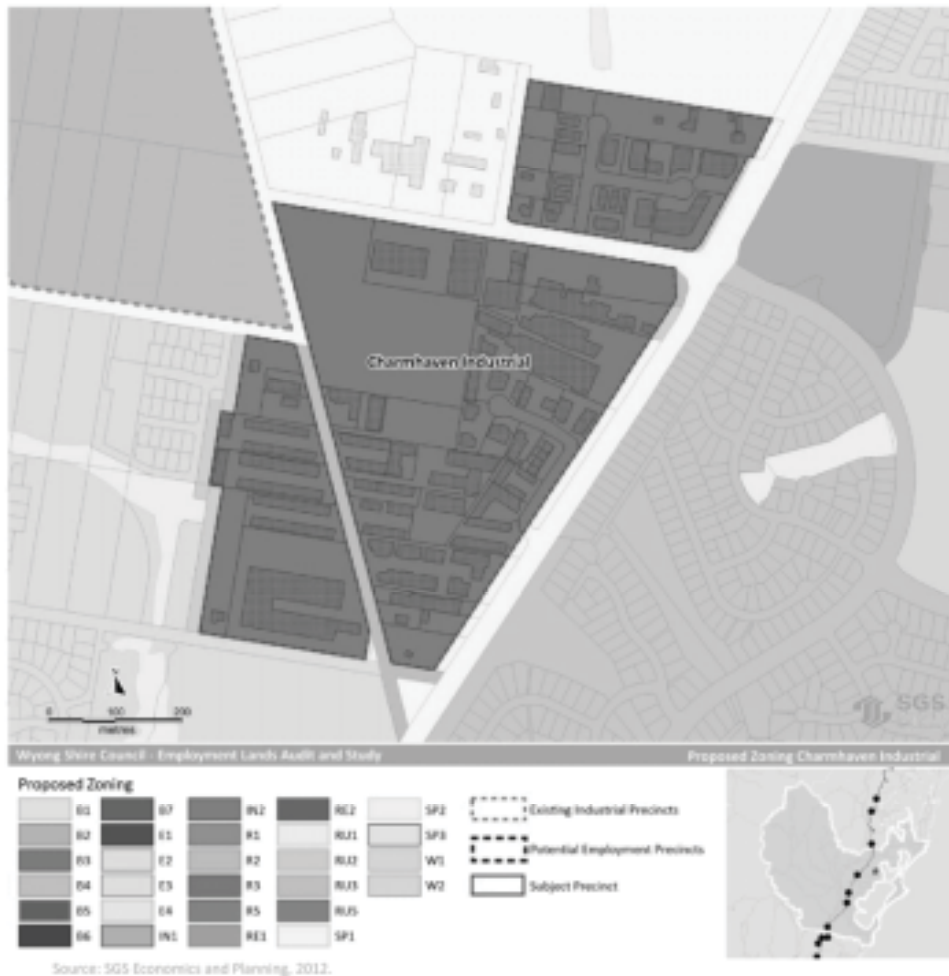 Charmhaven Industrial
N
0 100 200
metres
SGS
Wyong Shire Council - Employment Lands Audit and Study
Proposed Zoning Charmhaven Industrial
Proposed Zoning
B1
B2
B3
B4
B5
B6
B7
E1
E2
E3
E4
IN1
IN2
R1
R2
R3
R5
RE1
RE2
RU1
RU2
RU3
RU5
SP1
SP2
SP3
W1
W2
Existing Industrial Precincts
Potential Employment Precincts
Subject Precinct
Source: SGS Economics and Planning, 2012.